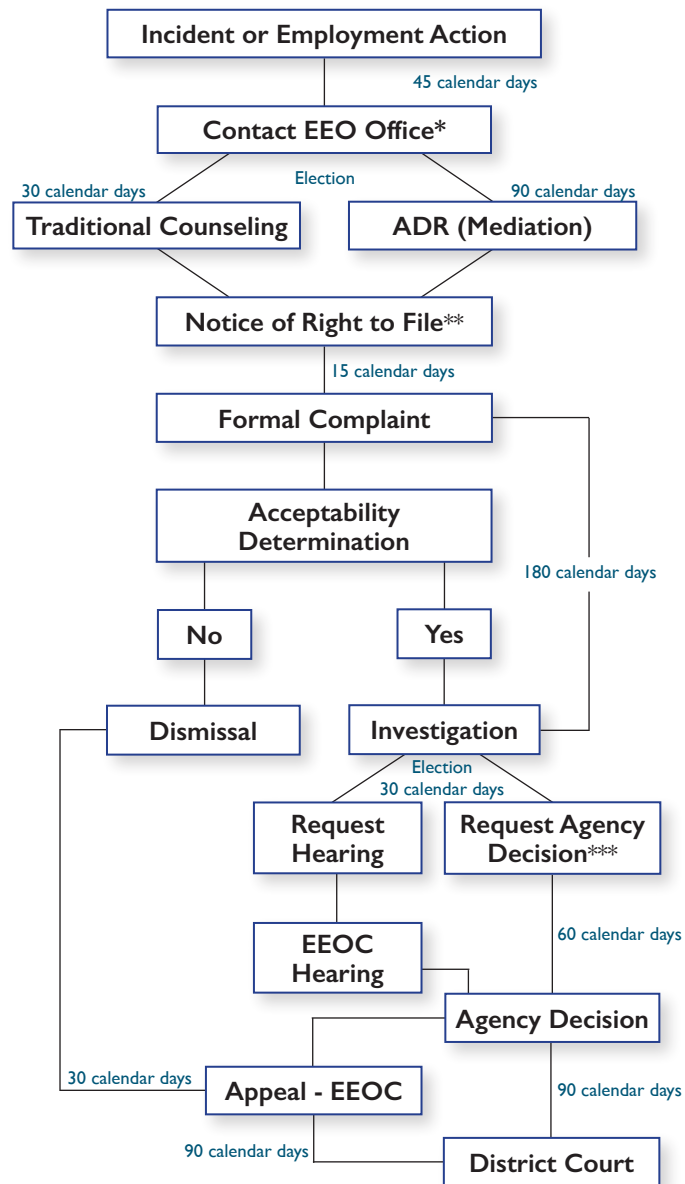 Incident or Employment Action
45 calendar days
Contact EEO Office*
30 calendar days
Election
90 calendar days
Traditional Counseling
ADR (Mediation)
Notice of Right to File**
15 calendar days
Formal Complaint
Acceptability
Determination
180 calendar days
No
Yes
Dismissal
Investigation
Election
30 calendar days
Request
Hearing
Request Agency
Decision***
60 calendar days
EEOC
Hearing
Agency Decision
30 calendar days
Appeal - EEOC
90 calendar days
90 calendar days
District Court